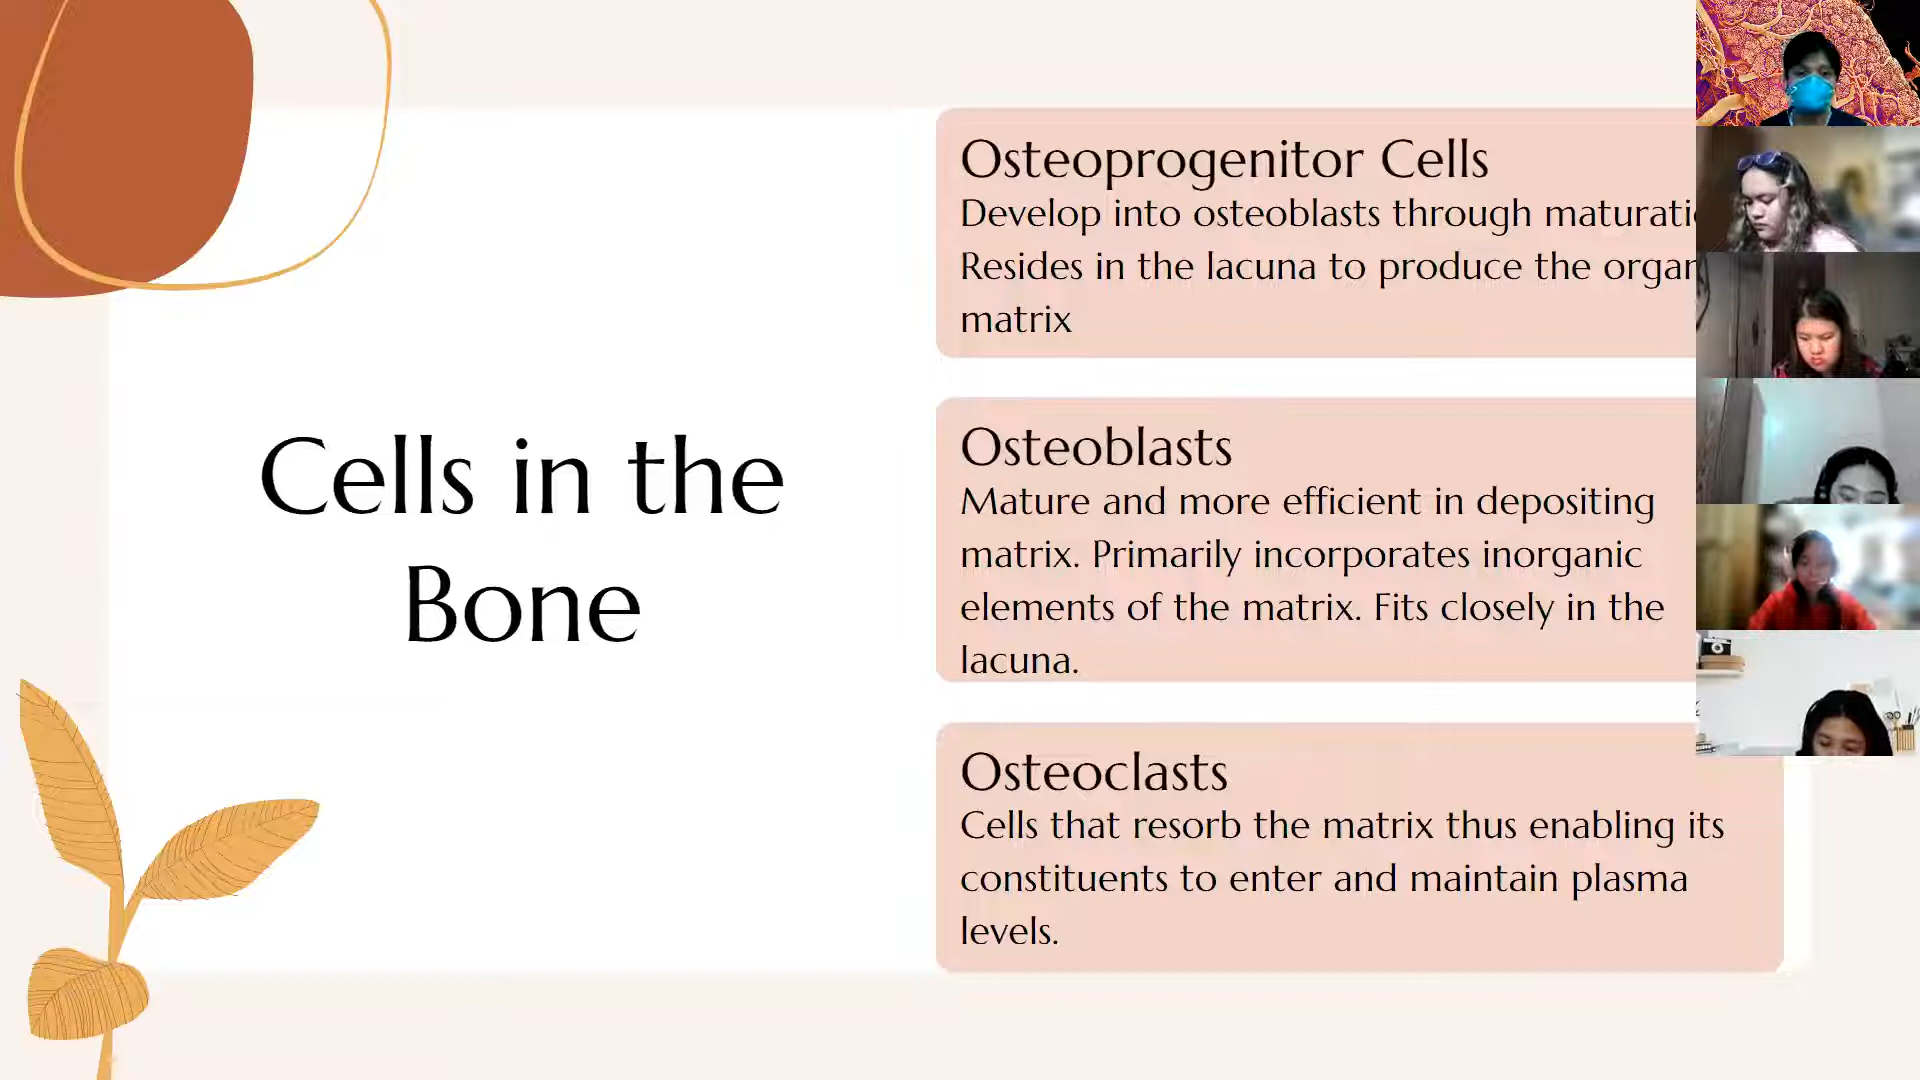 Cells in the
Bone
Osteoprogenitor Cells
Develop into osteoblasts through
Resides in the lacuna to produce the
matrix
Osteoblasts
Mature and more efficient in depositing
matrix. Primarily incorporates inorganic
elements of the matrix. Fits closely in the
lacuna.
Osteoclasts
Cells that resorb the matrix thus enabling its
constituents to enter and maintain plasma
levels.